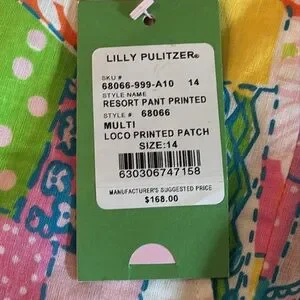 LILLY PULITZER®
SKU #
68066-999-A10 14
STYLE NAME
RESORT PANT PRINTED
STYLE #: 68066
MULTI
LOCO PRINTED PATCH
SIZE:14
630306747158
MANUFACTURER'S SUGGESTED PRICE
$168.00